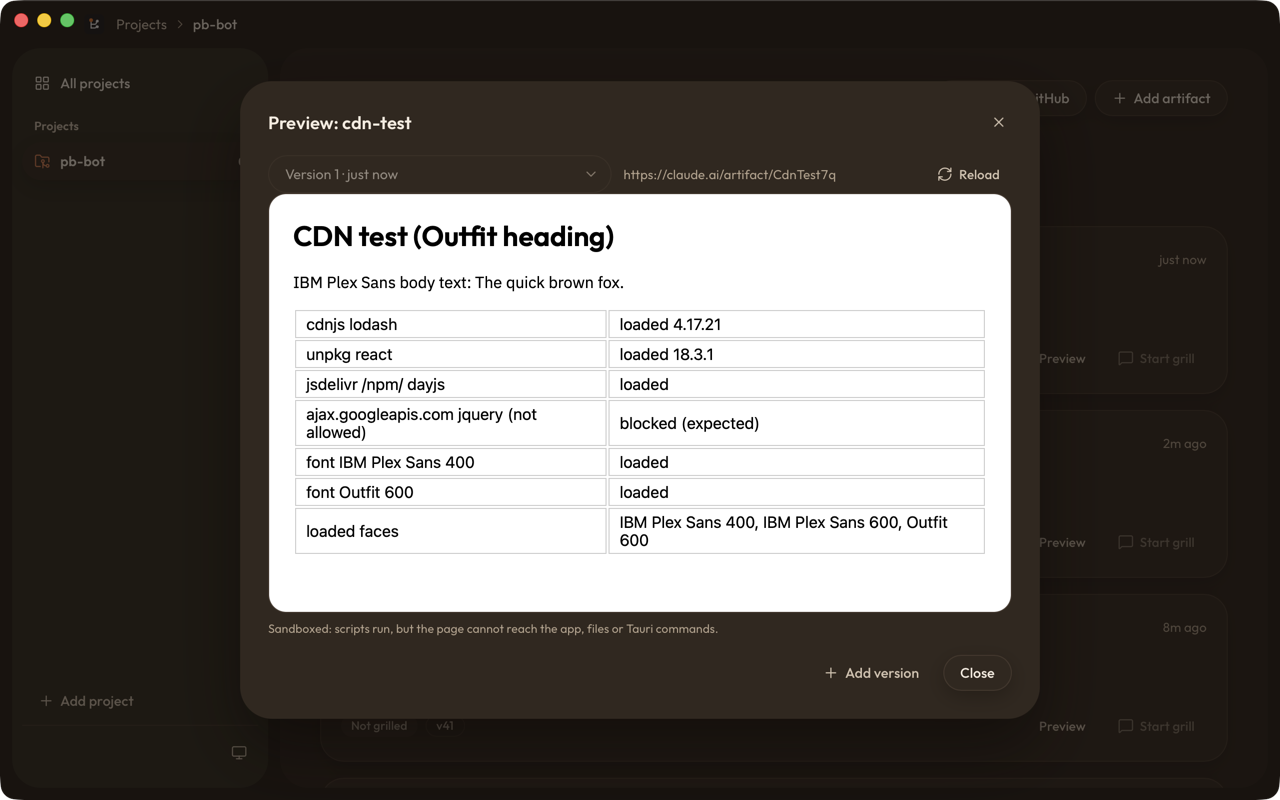 Projects > pb-bot
All projects
Projects
pb-bot
Add project
itHub
+ Add artifact
Preview: cdn-test
Version 1 · just now
https://claude.ai/artifact/CdnTest7q
Reload
CDN test (Outfit heading)
IBM Plex Sans body text: The quick brown fox.
cdnjs lodash loaded 4.17.21
unpkg react loaded 18.3.1
jsdelivr /npm/ dayjs loaded
ajax.googleapis.com jquery (not
allowed)
blocked (expected)
font IBM Plex Sans 400 loaded
font Outfit 600 loaded
loaded faces
IBM Plex Sans 400, IBM Plex Sans 600, Outfit
600
Sandboxed: scripts run, but the page cannot reach the app, files or Tauri commands.
+ Add version
Close
just now
Preview
Start grill
2m ago
Preview
Start grill
8m ago
Not grilled
v41
Preview
Start grill